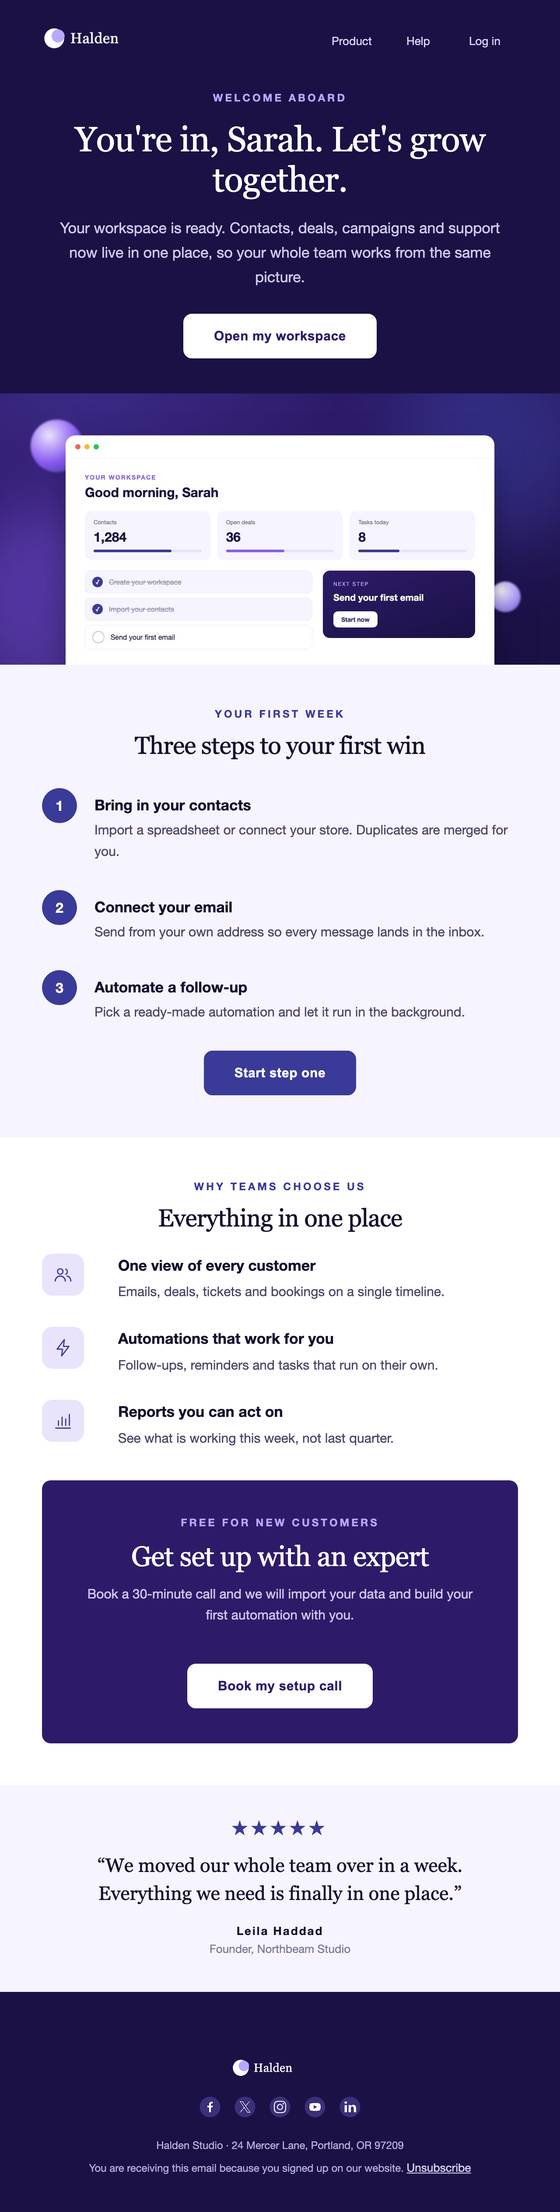 Halden
Product Help Log in
WELCOME ABOARD
You're in, Sarah. Let's grow
together.
Your workspace is ready. Contacts, deals, campaigns and support
now live in one place, so your whole team works from the same
picture.
Open my workspace
YOUR WORKSPACE
Good morning, Sarah
Contacts
1,284
Open deals
36
Tasks today
8
Create your workspace
Import your contacts
Send your first email
NEXT STEP
Send your first email
Start now
YOUR FIRST WEEK
Three steps to your first win
1
Bring in your contacts
Import a spreadsheet or connect your store. Duplicates are merged for
you.
2
Connect your email
Send from your own address so every message lands in the inbox.
3
Automate a follow-up
Pick a ready-made automation and let it run in the background.
Start step one
WHY TEAMS CHOOSE US
Everything in one place
One view of every customer
Emails, deals, tickets and bookings on a single timeline.
Automations that work for you
Follow-ups, reminders and tasks that run on their own.
Reports you can act on
See what is working this week, not last quarter.
FREE FOR NEW CUSTOMERS
Get set up with an expert
Book a 30-minute call and we will import your data and build your
first automation with you.
Book my setup call
★★★★★
“We moved our whole team over in a week.
Everything we need is finally in one place.”
Leila Haddad
Founder, Northbeam Studio
Halden
Halden Studio · 24 Mercer Lane, Portland, OR 97209
You are receiving this email because you signed up on our website. Unsubscribe